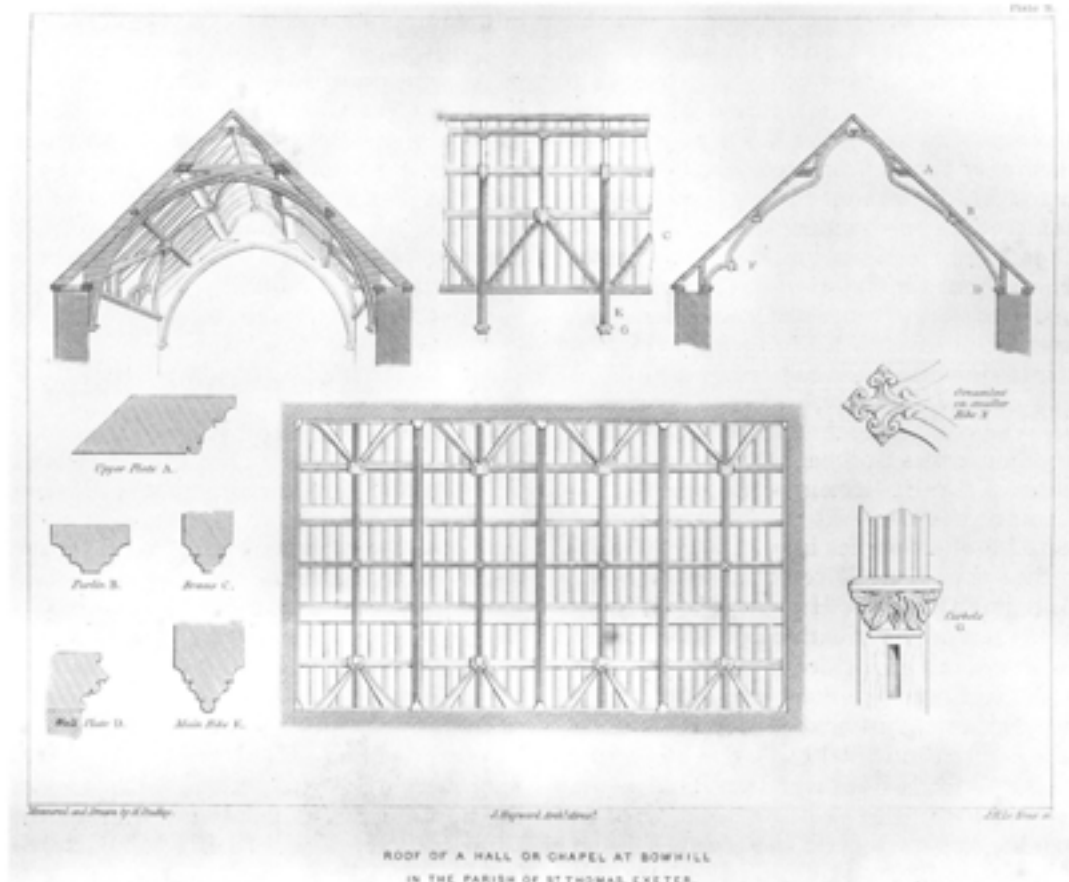 Plate
A
B
C
F
D
E
G
Ornament
on smaller
Ribs
Upper Plate A.
Purlin B.
Brace C.
Corbels
G
Wall Plate D.
Main Ribs E.
Measured and Drawn by
J. Hayward Archt. direxit.
J. Le Keux sc.
ROOF OF A HALL OR CHAPEL AT BOWHILL
IN THE PARISH OF ST THOMAS, EXETER.